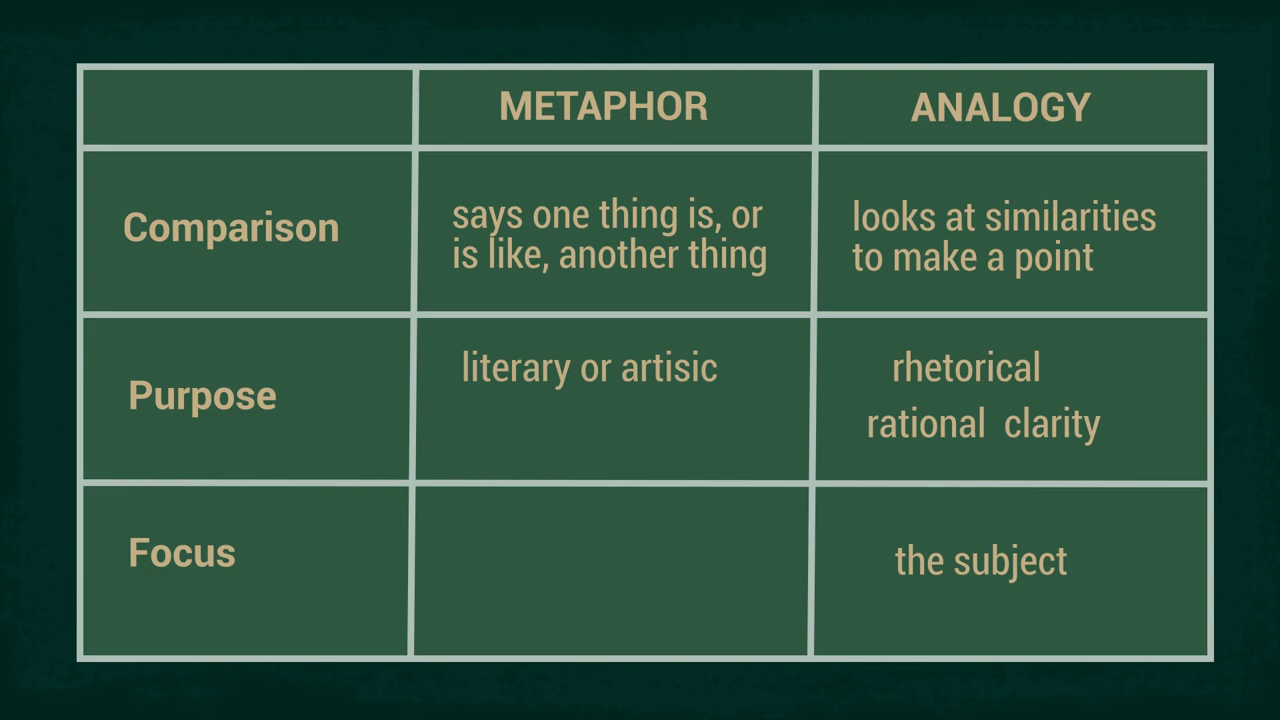 METAPHOR
ANALOGY
Comparison
says one thing is, or
is like, another thing
looks at similarities
to make a point
Purpose
literary or artisic
rhetorical
rational clarity
Focus
the subject